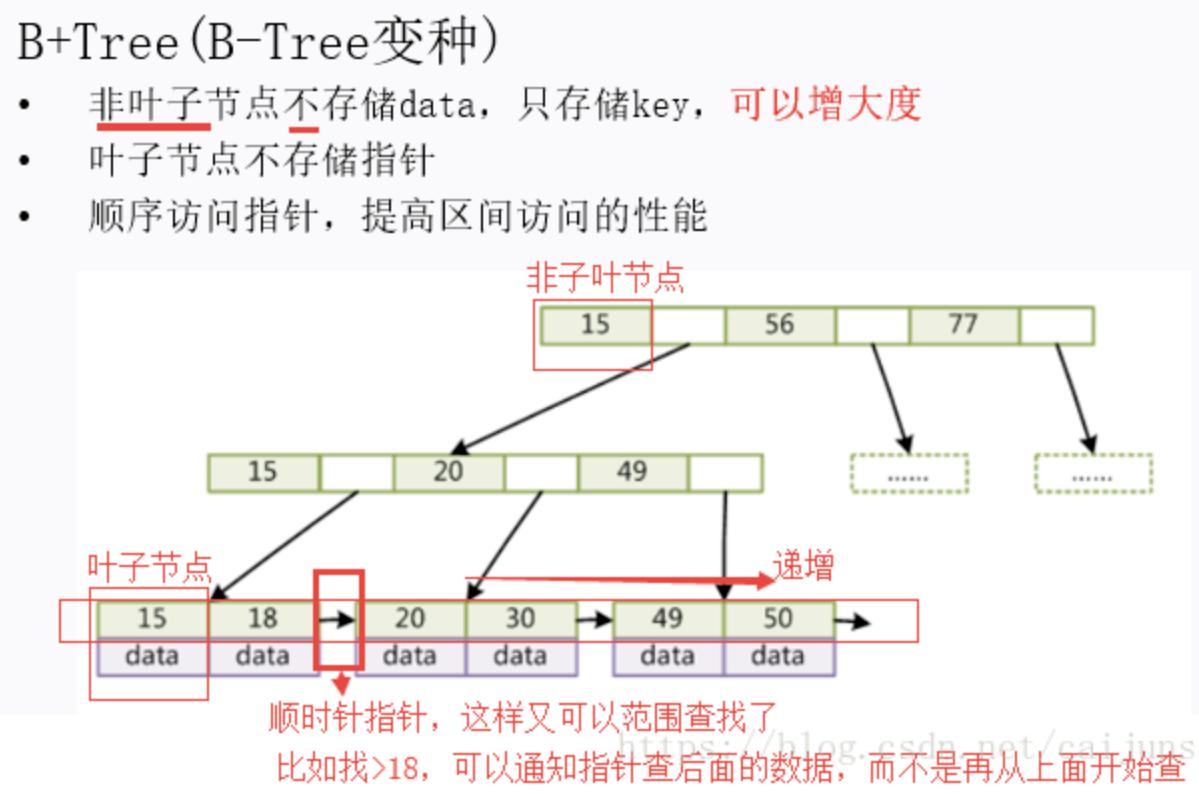 B+Tree(B-Tree变种)
• 非叶子节点不存储data，只存储key，可以增大度
• 叶子节点不存储指针
• 顺序访问指针，提高区间访问的性能
非子叶节点
15 56 77
15 20 49 ...... ......
叶子节点
递增
15 18 20 30 49 50
data data data data data data
顺时针指针，这样又可以范围查找了
https://blog.csdn.net/caijuns
比如找>18，可以通知指针查后面的数据，而不是再从上面开始查